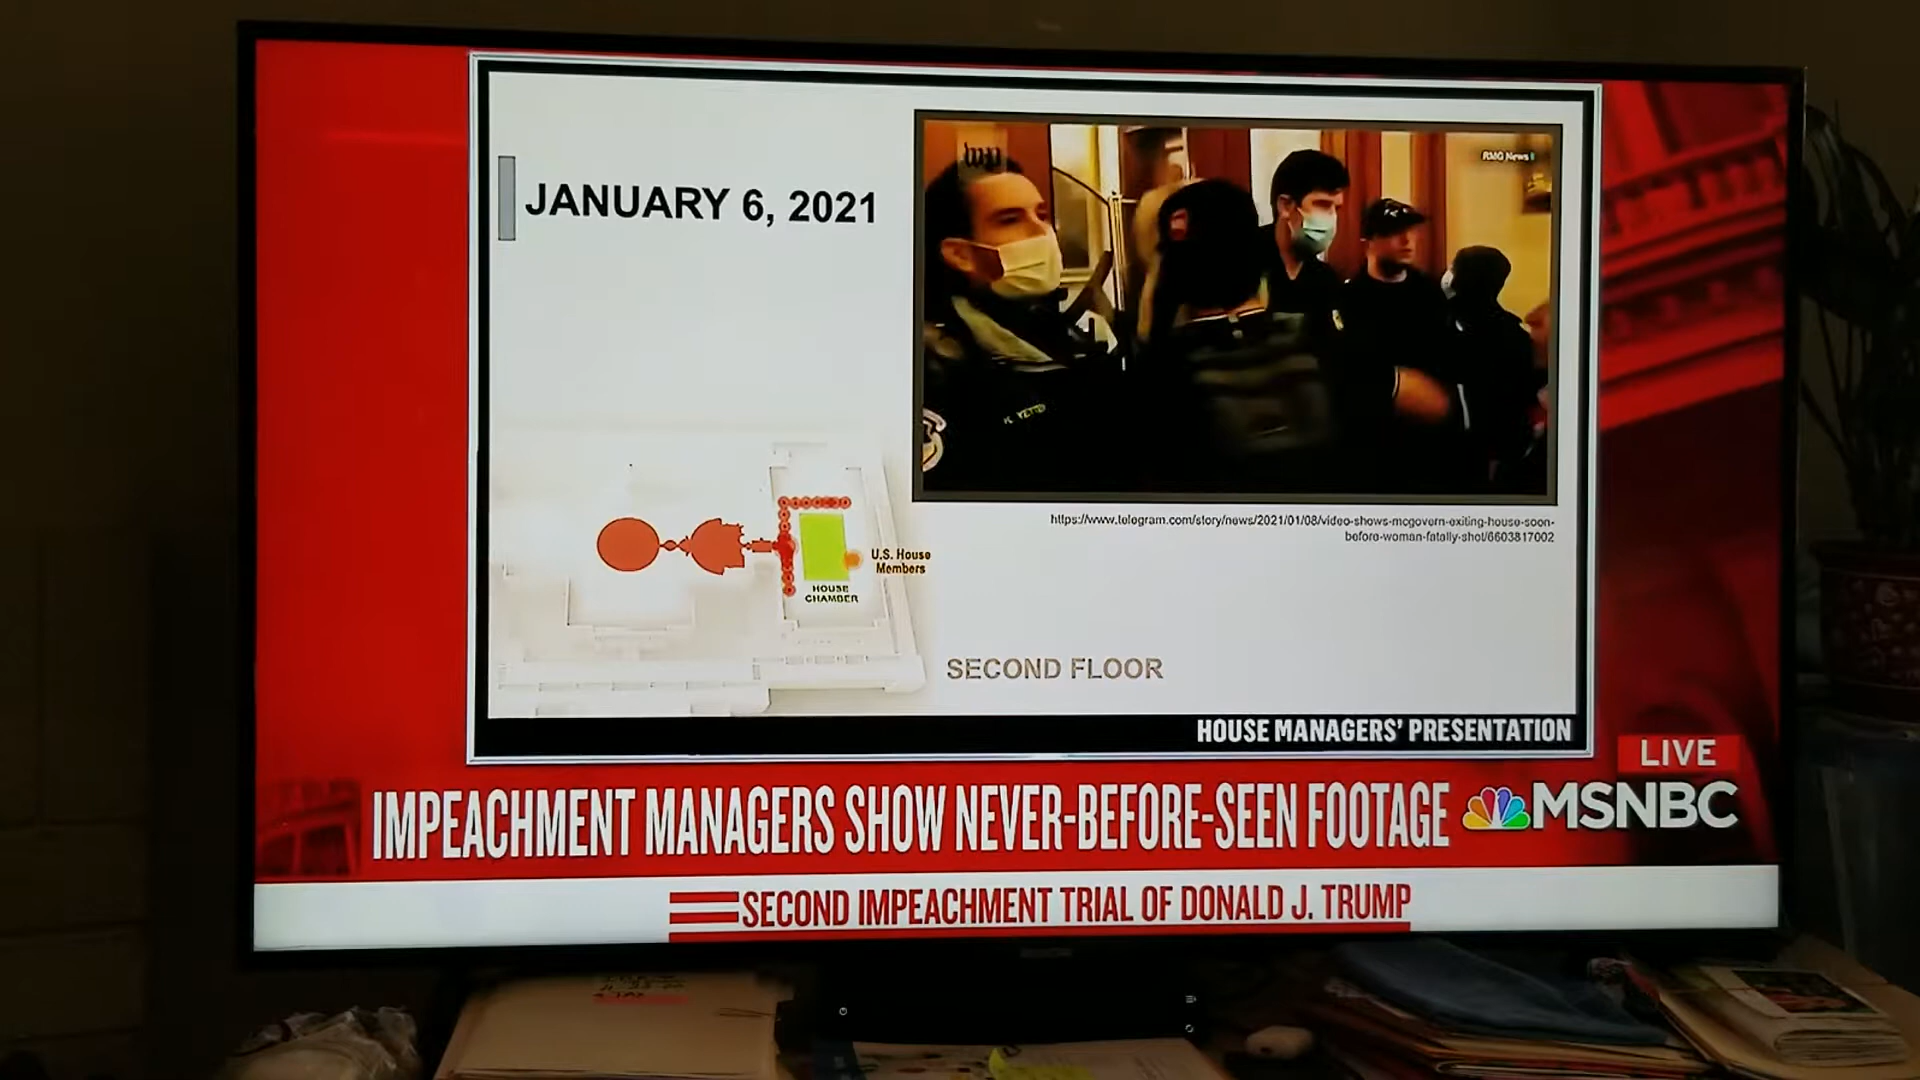 JANUARY 6, 2021
wp
RMG News
https://www.telegram.com/story/news/2021/01/08/video-shows-mcgovern-exiting-house-soon-
before-woman-fatally-shot/6603817002
U.S. House
Members
HOUSE
CHAMBER
SECOND FLOOR
HOUSE MANAGERS' PRESENTATION
LIVE
IMPEACHMENT MANAGERS SHOW NEVER-BEFORE-SEEN FOOTAGE
MSNBC
SECOND IMPEACHMENT TRIAL OF DONALD J. TRUMP